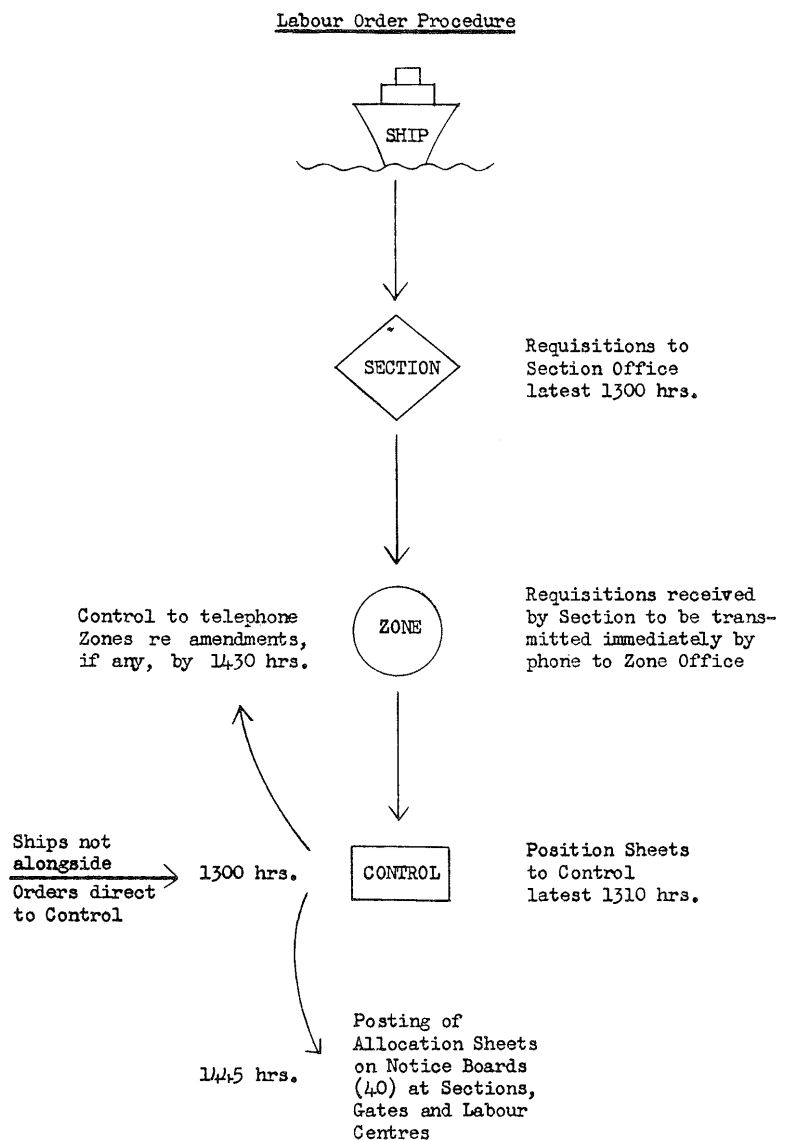 Labour Order Procedure
SHIP
SECTION
Requisitions to
Section Office
latest 1300 hrs.
Control to telephone
Zones re amendments,
if any, by 1430 hrs.
ZONE
Requisitions received
by Section to be trans-
mitted immediately by
phone to Zone Office
Ships not
alongside
Orders direct
to Control
1300 hrs.
CONTROL
Position Sheets
to Control
latest 1310 hrs.
1445 hrs.
Posting of
Allocation Sheets
on Notice Boards
(40) at Sections,
Gates and Labour
Centres